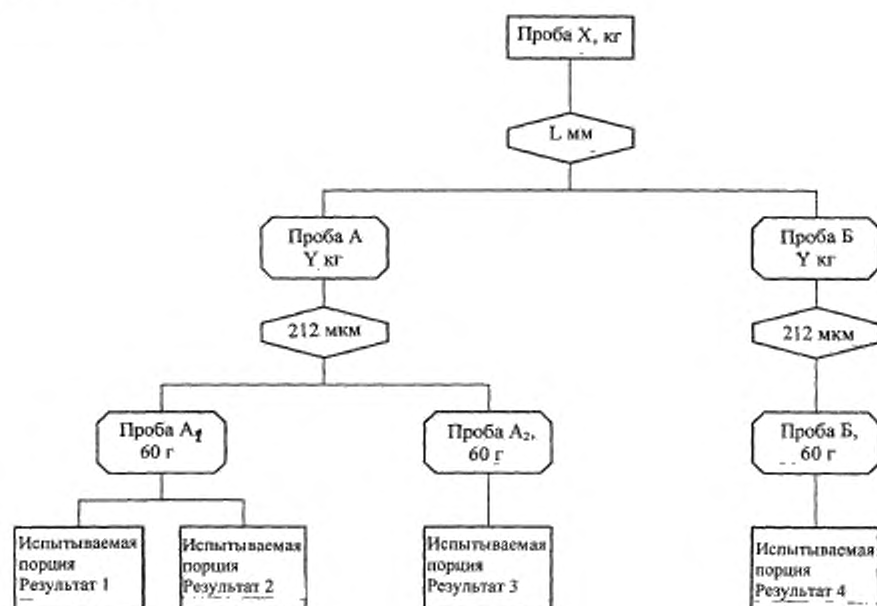 Проба X, кг
L мм
Проба А
Y кг
Проба Б
Y кг
212 мкм
212 мкм
Проба А1
60 г
Проба А2,
60 г
Проба Б,
60 г
Испытываемая
порция
Результат 1
Испытываемая
порция
Результат 2
Испытываемая
порция
Результат 3
Испытываемая
порция
Результат 4